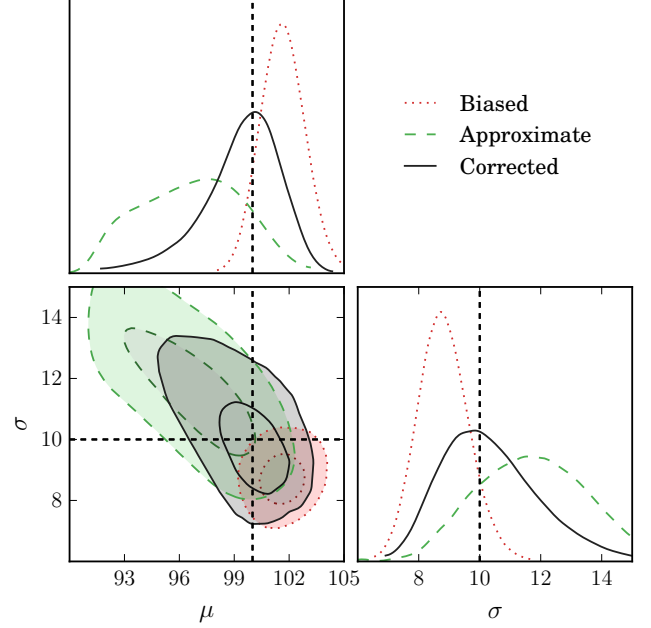 Biased
Approximate
Corrected
14
12
10
8
σ
93 96 99 102 105
6 8 10 12 14
μ
σ